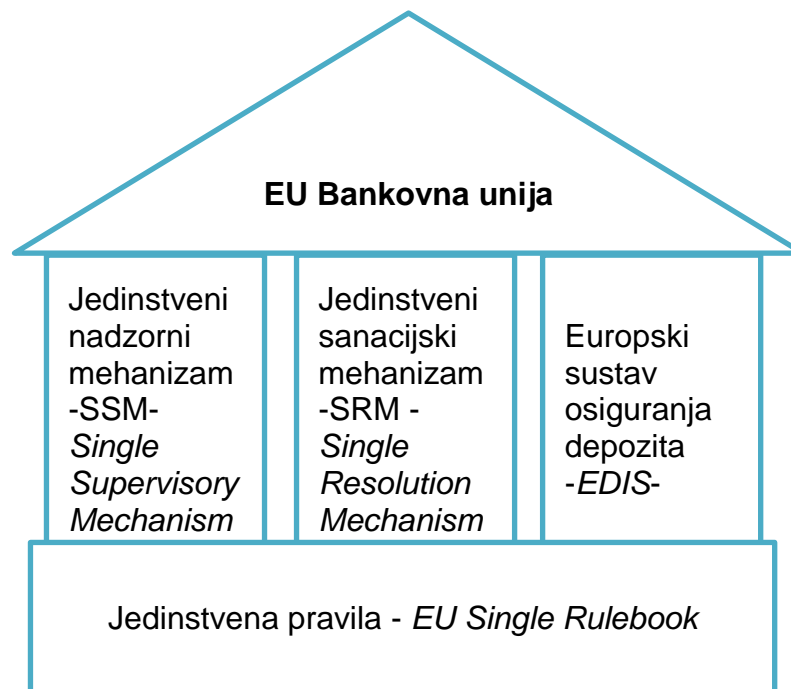 EU Bankovna unija
Jedinstveni
nadzorni
mehanizam
-SSM-
Single
Supervisory
Mechanism
Jedinstveni
sanacijski
mehanizam
-SRM -
Single
Resolution
Mechanism
Europski
sustav
osiguranja
depozita
-EDIS-
Jedinstvena pravila - EU Single Rulebook